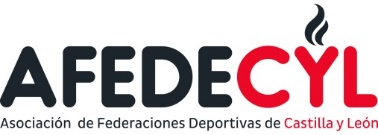 AFEDECYL
Asociación de Federaciones Deportivas de Castilla y León